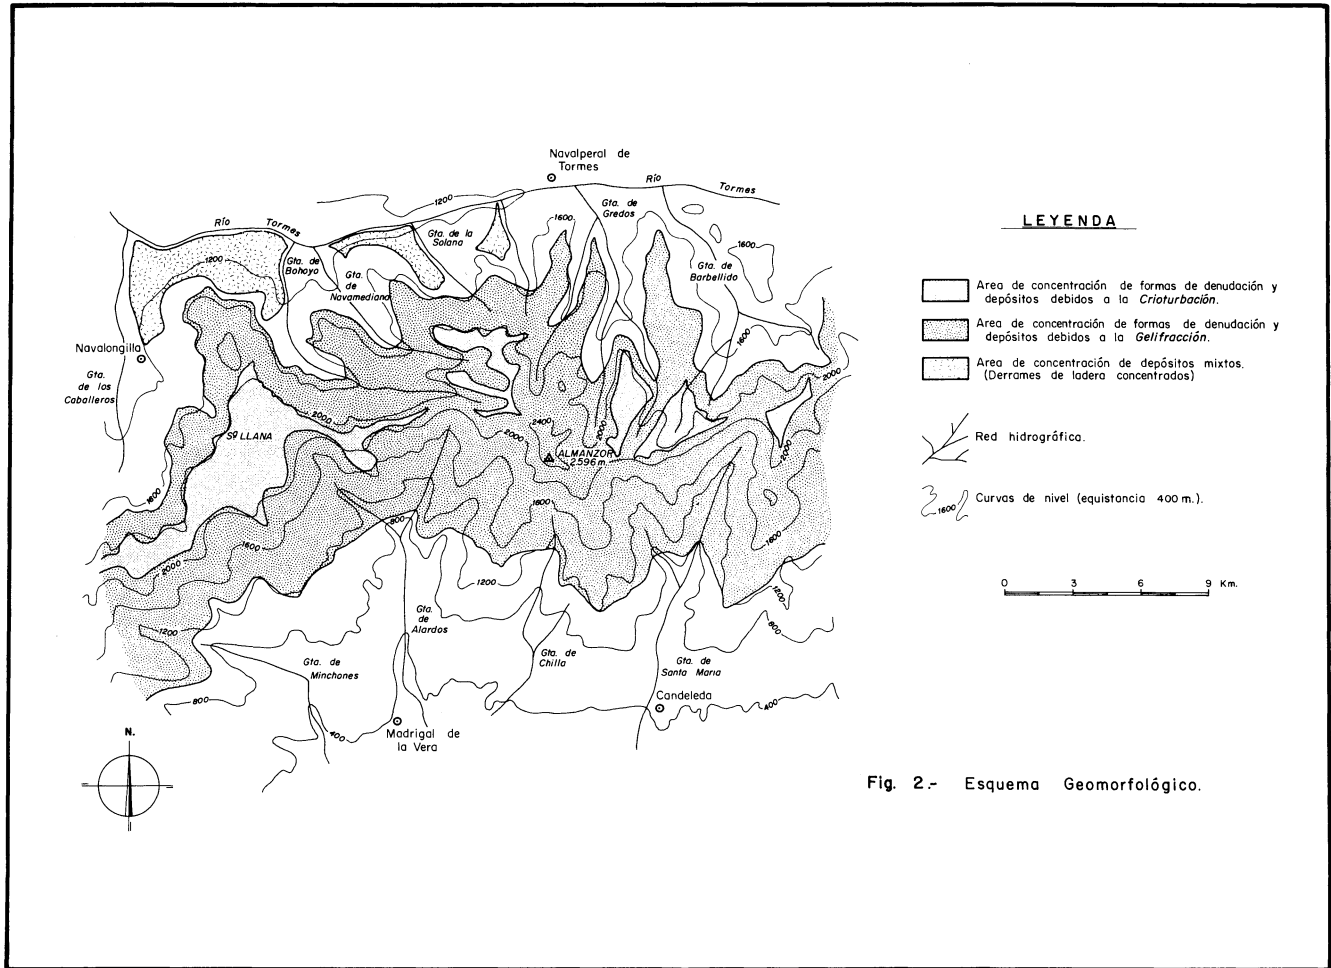 Navalperal de
Tormes
Río
Tormes
1200
Gta. de
Gredos
1600
Río
Tormes
Gta. de la
Solana
1200
Gta. de
Bohoyo
Gta.
de
Navamediana
Gta. de
Barbellido
1600
1600
Navalongilla
Gta.
de los
Caballeros
2000
2000
2400
2000
2000
2000
Sª LLANA
ALMANZOR
2596 m.
1600
1600
800
1600
2000
1600
1200
1200
1200
800
Gta.
de
Alardos
Gta. de
Minchones
Gta. de
Chilla
Gta. de
Santa Maria
800
Candeleda
400
400
Madrigal de
la Vera
N.
LEYENDA
Area de concentración de formas de denudación y
depósitos debidos a la Crioturbación.
Area de concentración de formas de denudación y
depósitos debidos a la Gelifracción.
Area de concentración de depósitos mixtos.
(Derrames de ladera concentrados)
Red hidrográfica.
1600
Curvas de nivel (equistancia 400 m.).
0 3 6 9 Km.
Fig. 2.- Esquema Geomorfológico.